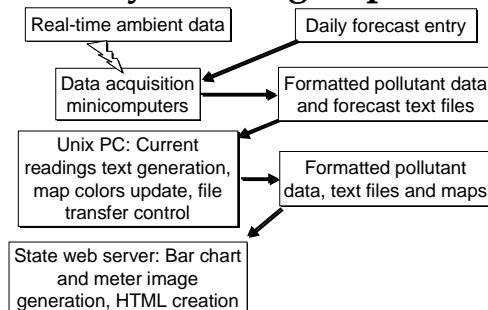 Real-time ambient data
Daily forecast entry
Data acquisition
minicomputers
Formatted pollutant data
and forecast text files
Unix PC: Current
readings text generation,
map colors update, file
transfer control
Formatted pollutant
data, text files and maps
State web server: Bar chart
and meter image
generation, HTML creation